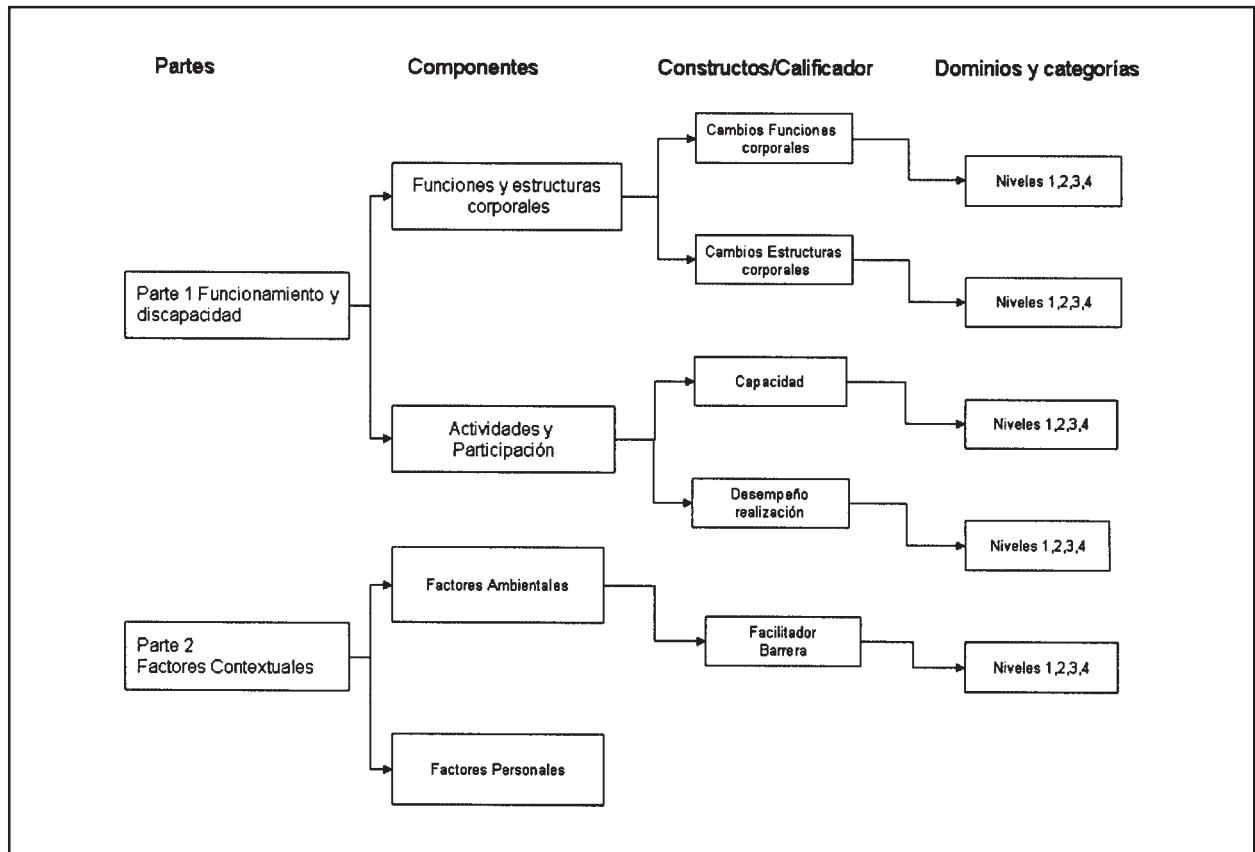 Partes
Componentes
Constructos/Calificador
Dominios y categorías
Cambios Funciones
corporales
Funciones y estructuras
corporales
Niveles 1,2,3,4
Cambios Estructuras
corporales
Parte 1 Funcionamiento y
discapacidad
Niveles 1,2,3,4
Capacidad
Actividades y
Participación
Niveles 1,2,3,4
Desempeño
realización
Niveles 1,2,3,4
Factores Ambientales
Parte 2
Factores Contextuales
Facilitador
Barrera
Niveles 1,2,3,4
Factores Personales